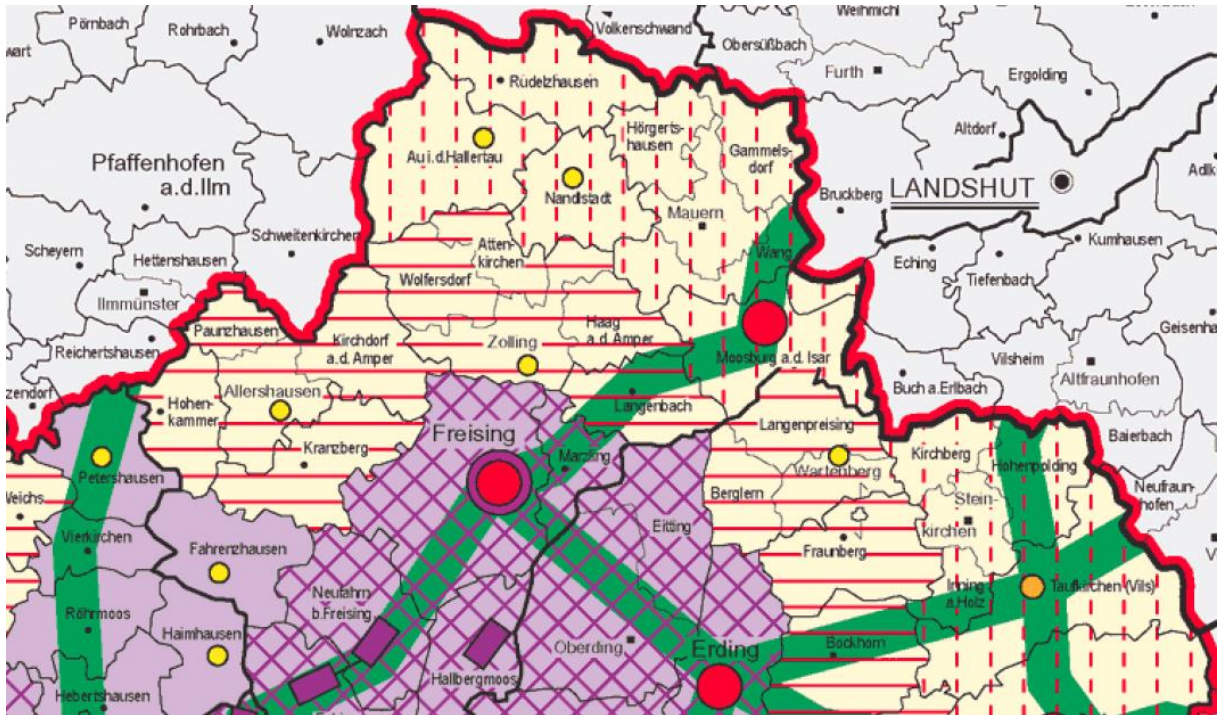 Pörnbach
Rohrbach
Wolnzach
Volkenschwand
Weihmichl
Obersüßbach
Furth
Ergolding
Rudelzhausen
Altdorf
Hörgerts-
hausen
Au i.d.Hallertau
Gammels-
dorf
Pfaffenhofen
a.d.Ilm
Nandlstadt
Bruckberg
LANDSHUT
Mauern
Schweitenkirchen
Atten-
kirchen
Wang
Kumhausen
Scheyern
Hettenshausen
Eching
Tiefenbach
Wolfersdorf
Ilmmünster
Paunzhausen
Kirchdorf
a.d. Amper
Haag
a.d. Amper
Zolling
Geisenha
Reichertshausen
Moosburg a.d. Isar
Vilsheim
Altfraunhofen
Buch a.Erlbach
zendorf
Allershausen
Hohen-
kammer
Langenbach
Langenpreising
Freising
Kranzberg
Baierbach
Marzling
Kirchberg
Hohenpolding
Petershausen
Wartenberg
Neufraun-
hofen
Weichs
Berglern
Stein-
kirchen
Eitting
Vierkirchen
Fahrenzhausen
Fraunberg
Neufahrn
b.Freising
Inning
a.Holz
Taufkirchen (Vils)
Röhrmoos
Haimhausen
Oberding
Erding
Bockhorn
Hallbergmoos
Hebertshausen